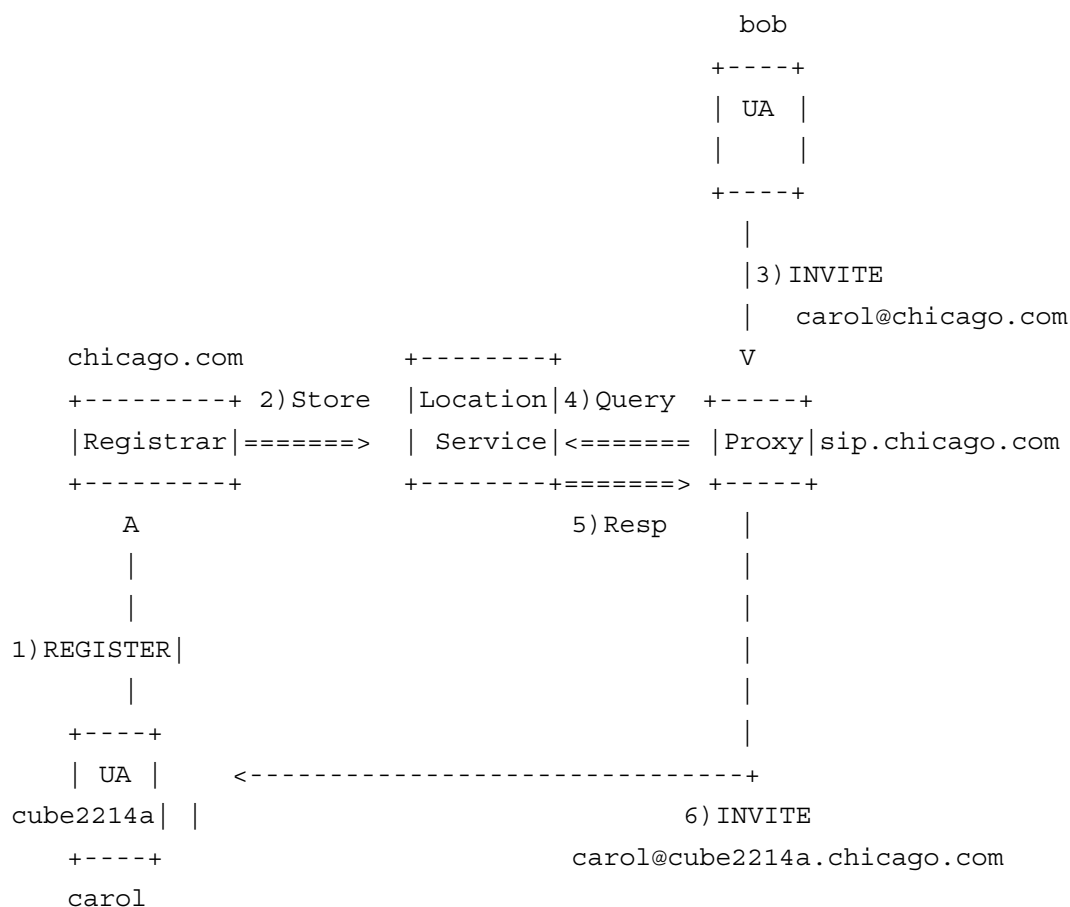 bob
+----+
| UA |
|    |
+----+
|
|3)INVITE
|   carol@chicago.com
chicago.com          +--------+            V
+---------+ 2)Store  |Location|4)Query  +-----+
|Registrar|=======>  | Service|<======= |Proxy|sip.chicago.com
+---------+          +--------+=======> +-----+
A                            5)Resp      |
|                                       |
|                                       |
1)REGISTER|                                    |
|                                       |
+----+                                     |
| UA |    <--------------------------------+
cube2214a| |                               6)INVITE
+----+                          carol@cube2214a.chicago.com
carol